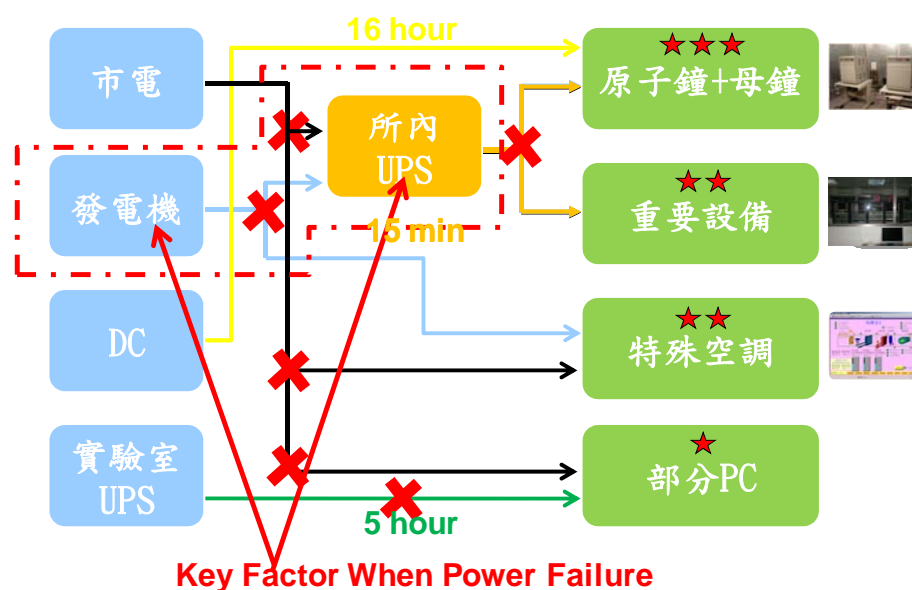 16 hour
市電
原子鐘+母鐘
所內
UPS
發電機
重要設備
15 min
DC
特殊空調
實驗室
UPS
部分PC
5 hour
Key Factor When Power Failure